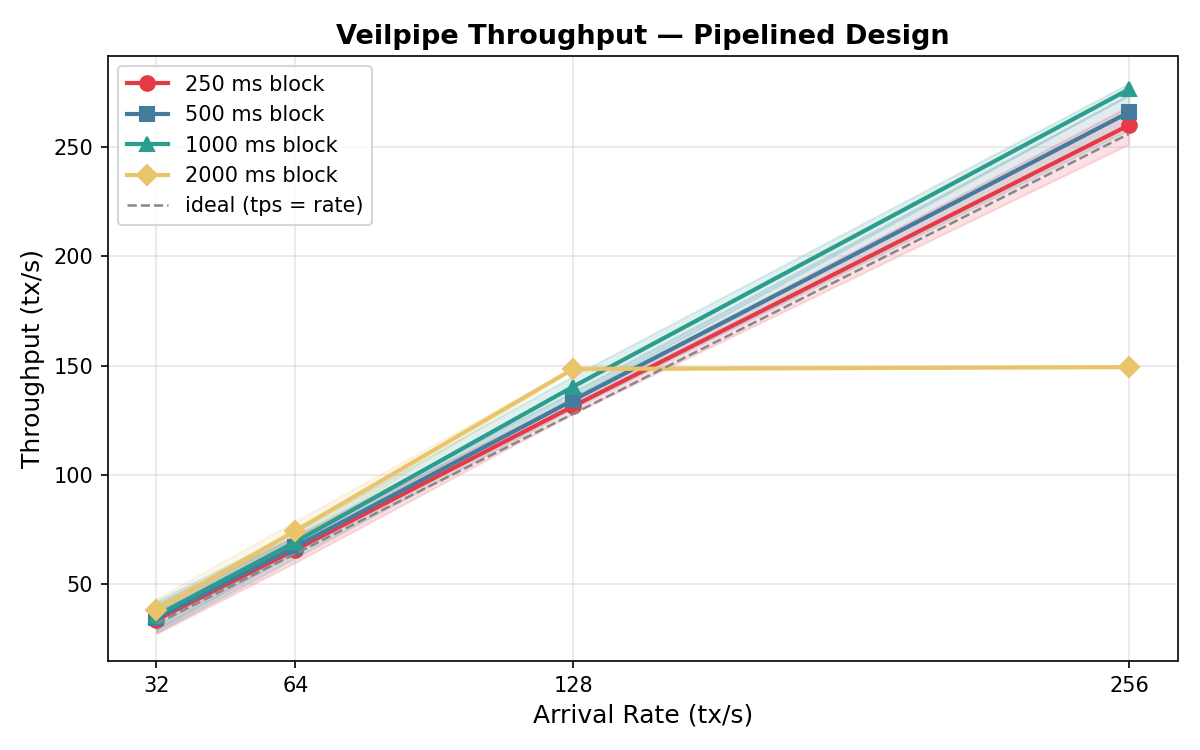 Veilpipe Throughput — Pipelined Design
250 ms block
500 ms block
1000 ms block
2000 ms block
ideal (tps = rate)
Throughput (tx/s)
250
200
150
100
50
32
64
128
256
Arrival Rate (tx/s)